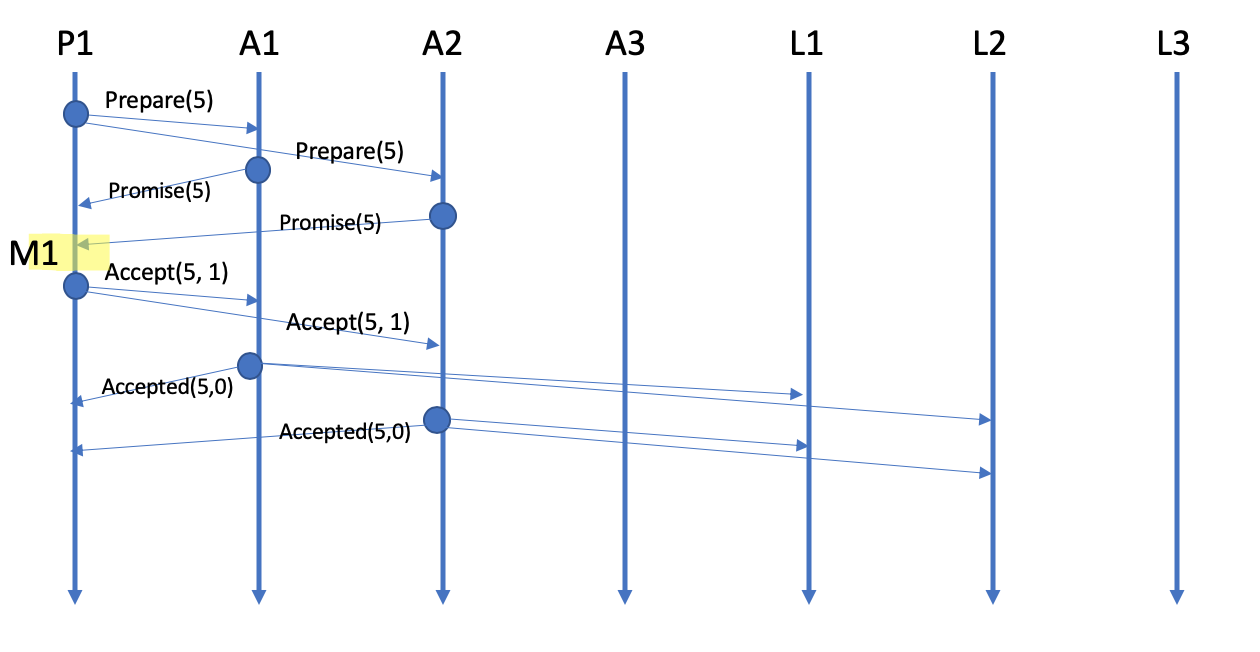 P1 A1 A2 A3 L1 L2 L3
Prepare(5)
Prepare(5)
Promise(5)
Promise(5)
M1
Accept(5, 1)
Accept(5, 1)
Accepted(5,0)
Accepted(5,0)